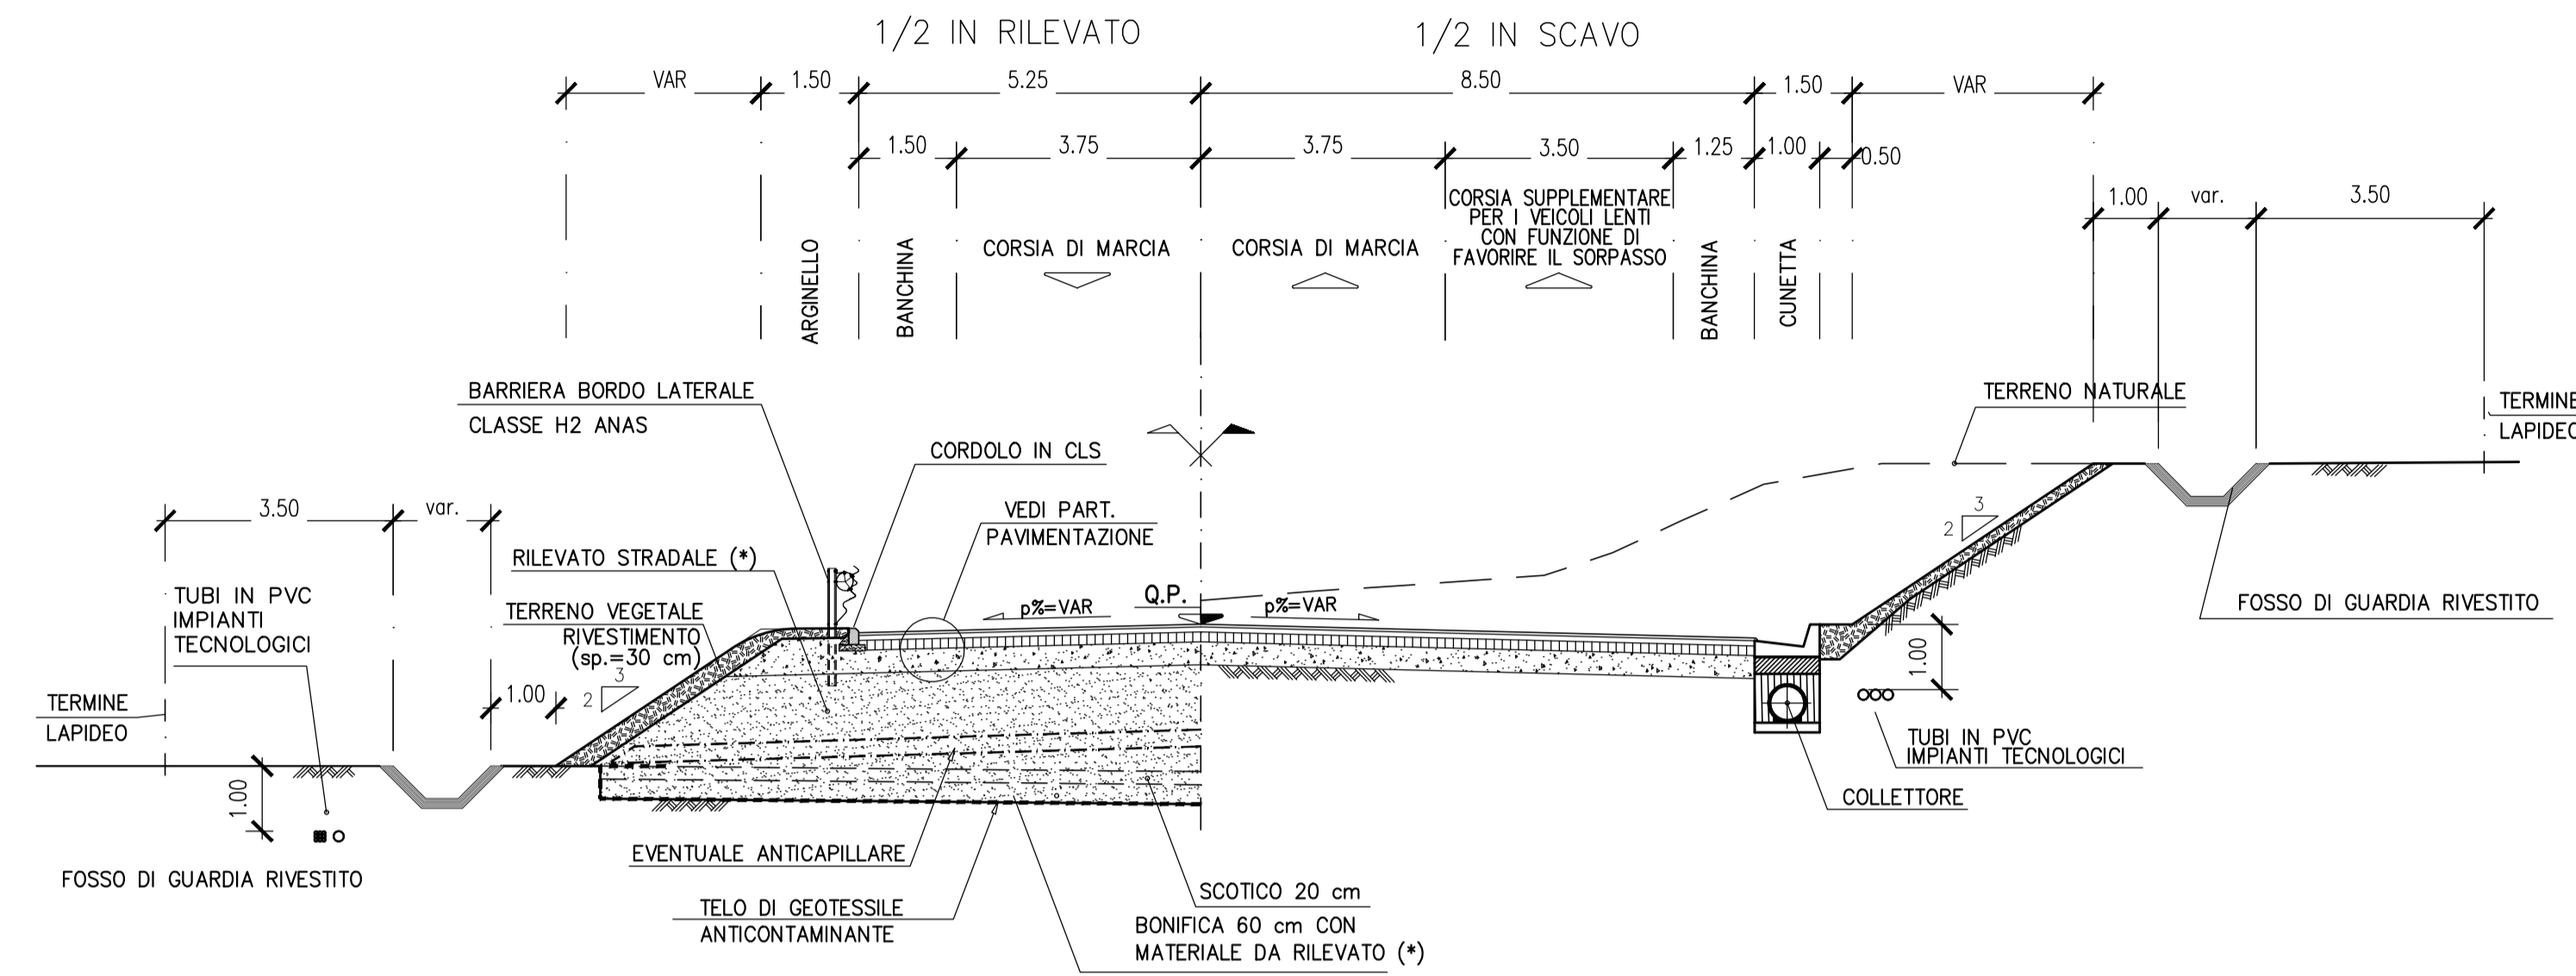 1/2 IN RILEVATO
1/2 IN SCAVO
VAR
1.50
5.25
8.50
1.50
VAR
1.50
3.75
3.75
3.50
1.25
1.00
0.50
1.00
var.
3.50
ARGINELLO
BANCHINA
CORSIA DI MARCIA
CORSIA DI MARCIA
CORSIA SUPPLEMENTARE
PER I VEICOLI LENTI
CON FUNZIONE DI
FAVORIRE IL SORPASSO
BANCHINA
CUNETTA
BARRIERA BORDO LATERALE
CLASSE H2 ANAS
CORDOLO IN CLS
TERRENO NATURALE
TERMINE
LAPIDEO
3.50
var.
VEDI PART.
PAVIMENTAZIONE
3
2
RILEVATO STRADALE (*)
TUBI IN PVC
IMPIANTI
TECNOLOGICI
TERRENO VEGETALE
RIVESTIMENTO
(sp.=30 cm)
p%=VAR
Q.P.
p%=VAR
FOSSO DI GUARDIA RIVESTITO
3
2
1.00
1.00
TERMINE
LAPIDEO
TUBI IN PVC
IMPIANTI TECNOLOGICI
COLLETTORE
1.00
FOSSO DI GUARDIA RIVESTITO
EVENTUALE ANTICAPILLARE
TELO DI GEOTESSILE
ANTICONTAMINANTE
SCOTICO 20 cm
BONIFICA 60 cm CON
MATERIALE DA RILEVATO (*)